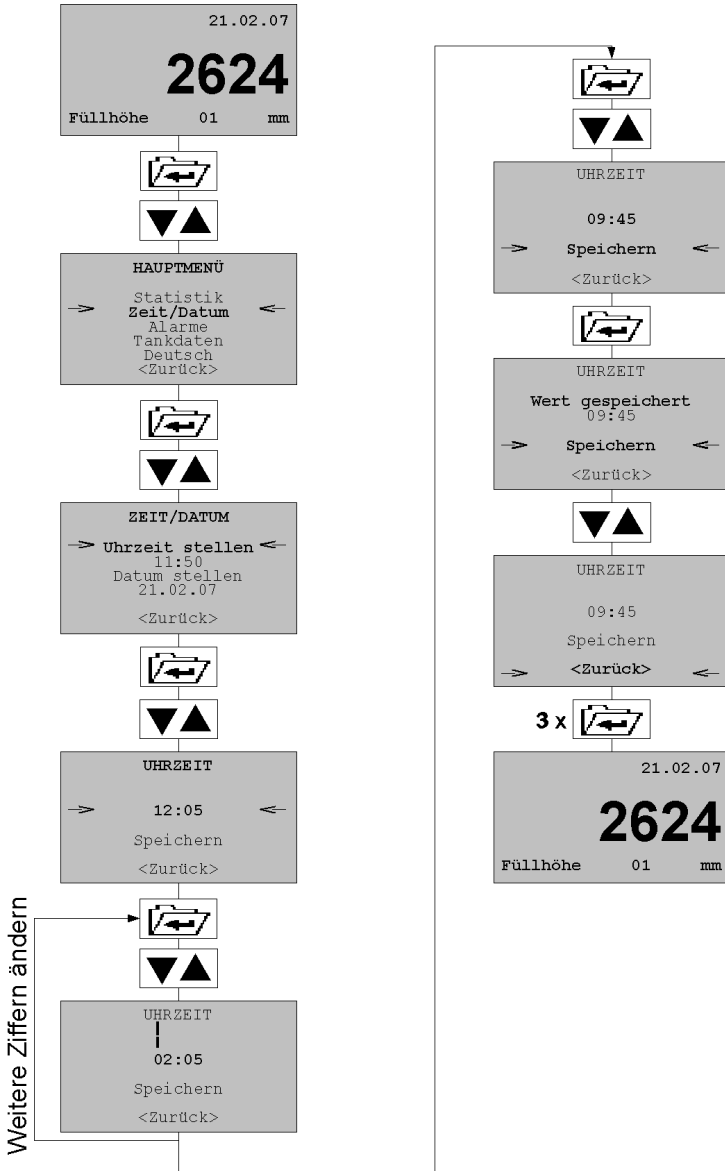 21.02.07
2624
Füllhöhe 01 mm
HAUPTMENÜ
Statistik
Zeit/Datum
Alarme
Tankdaten
Deutsch
<Zurück>
ZEIT/DATUM
Uhrzeit stellen
11:50
Datum stellen
21.02.07
<Zurück>
UHRZEIT
12:05
Speichern
<Zurück>
Weitere Ziffern ändern
UHRZEIT
02:05
Speichern
<Zurück>
UHRZEIT
09:45
Speichern
<Zurück>
UHRZEIT
Wert gespeichert
09:45
Speichern
<Zurück>
UHRZEIT
09:45
Speichern
<Zurück>
3 x
21.02.07
2624
Füllhöhe 01 mm